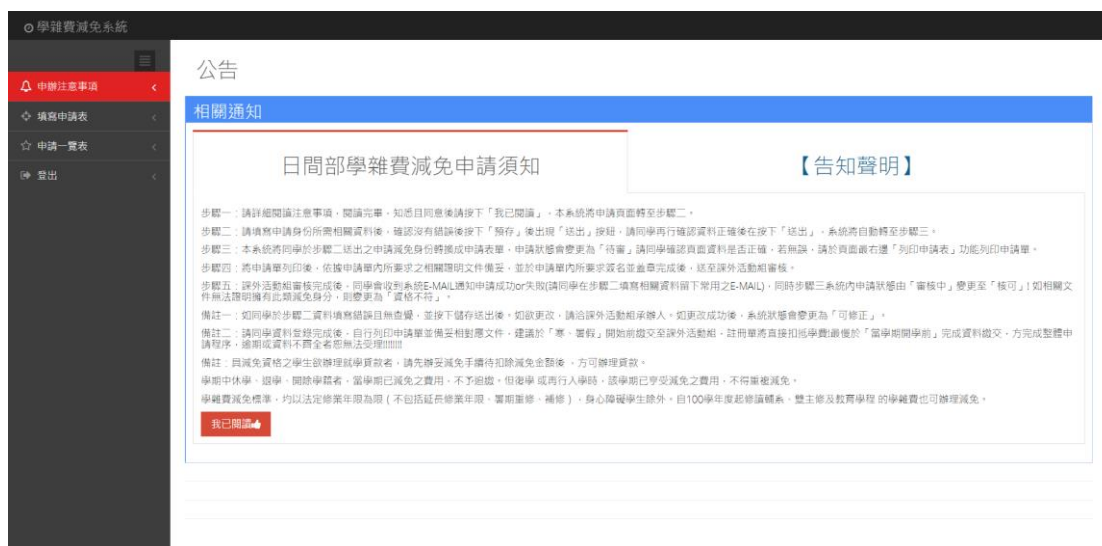 學雜費減免系統
公告
申辦注意事項
填寫申請表
申請一覽表
登出
相關通知
日間部學雜費減免申請須知
【告知聲明】
步驟一：請詳細閱讀注意事項，閱讀完畢，知悉且同意後請按下「我已閱讀」，本系統將申請頁面轉至步驟二。
步驟二：請填寫申請身份所需相關資料後，確認沒有錯誤後按下「預存」後出現「送出」按鈕，請同學再行確認資料正確後在按下「送出」，系統將自動轉至步驟三。
步驟三：本系統將同學於步驟二送出之申請減免身份轉換成申請表單，申請狀態會變更為「待審」請同學確認頁面資料是否正確，若無誤，請於頁面最右邊「列印申請表」功能列印申請單。
步驟四：將申請單列印後，依據申請單內所要求之相關證明文件備妥，並於申請單內所要求簽名並蓋章完成後，送至課外活動組審核。
步驟五：課外活動組審核完成後，同學會收到系統E-MAIL通知申請成功or失敗(請同學在步驟二填寫相關資料留下常用之E-MAIL)，同時步驟三系統內申請狀態由「審核中」變更至「核可」! 如相關文
件無法證明擁有此類減免身分，則變更為「資格不符」。
備註一：如同學於步驟二資料填寫錯誤且無查覺，並按下儲存送出後。如欲更改，請洽課外活動組承辦人。如更改成功後，系統狀態會變更為「可修正」。
備註二：請同學資料登錄完成後，自行列印申請單並備妥相對應文件，建議於「寒、暑假」開始前繳交至課外活動組，註冊單將直接扣抵學費!最慢於「當學期開學前」完成資料繳交，方完成整體申
請程序，逾期或資料不齊全者恕無法受理!!!!!!!!
備註：具減免資格之學生欲辦理就學貸款者，請先辦妥減免手續待扣除減免金額後，方可辦理貸款。
學期中休學、退學、開除學籍者，當學期已減免之費用，不予追繳。但復學 或再行入學時，該學期已享受減免之費用，不得重複減免。
學雜費減免標準，均以法定修業年限為限 ( 不包括延長修業年限、暑期重修、補修 )，身心障礙學生除外。自100學年度起修讀輔系、雙主修及教育學程 的學雜費也可辦理減免。
我已閱讀